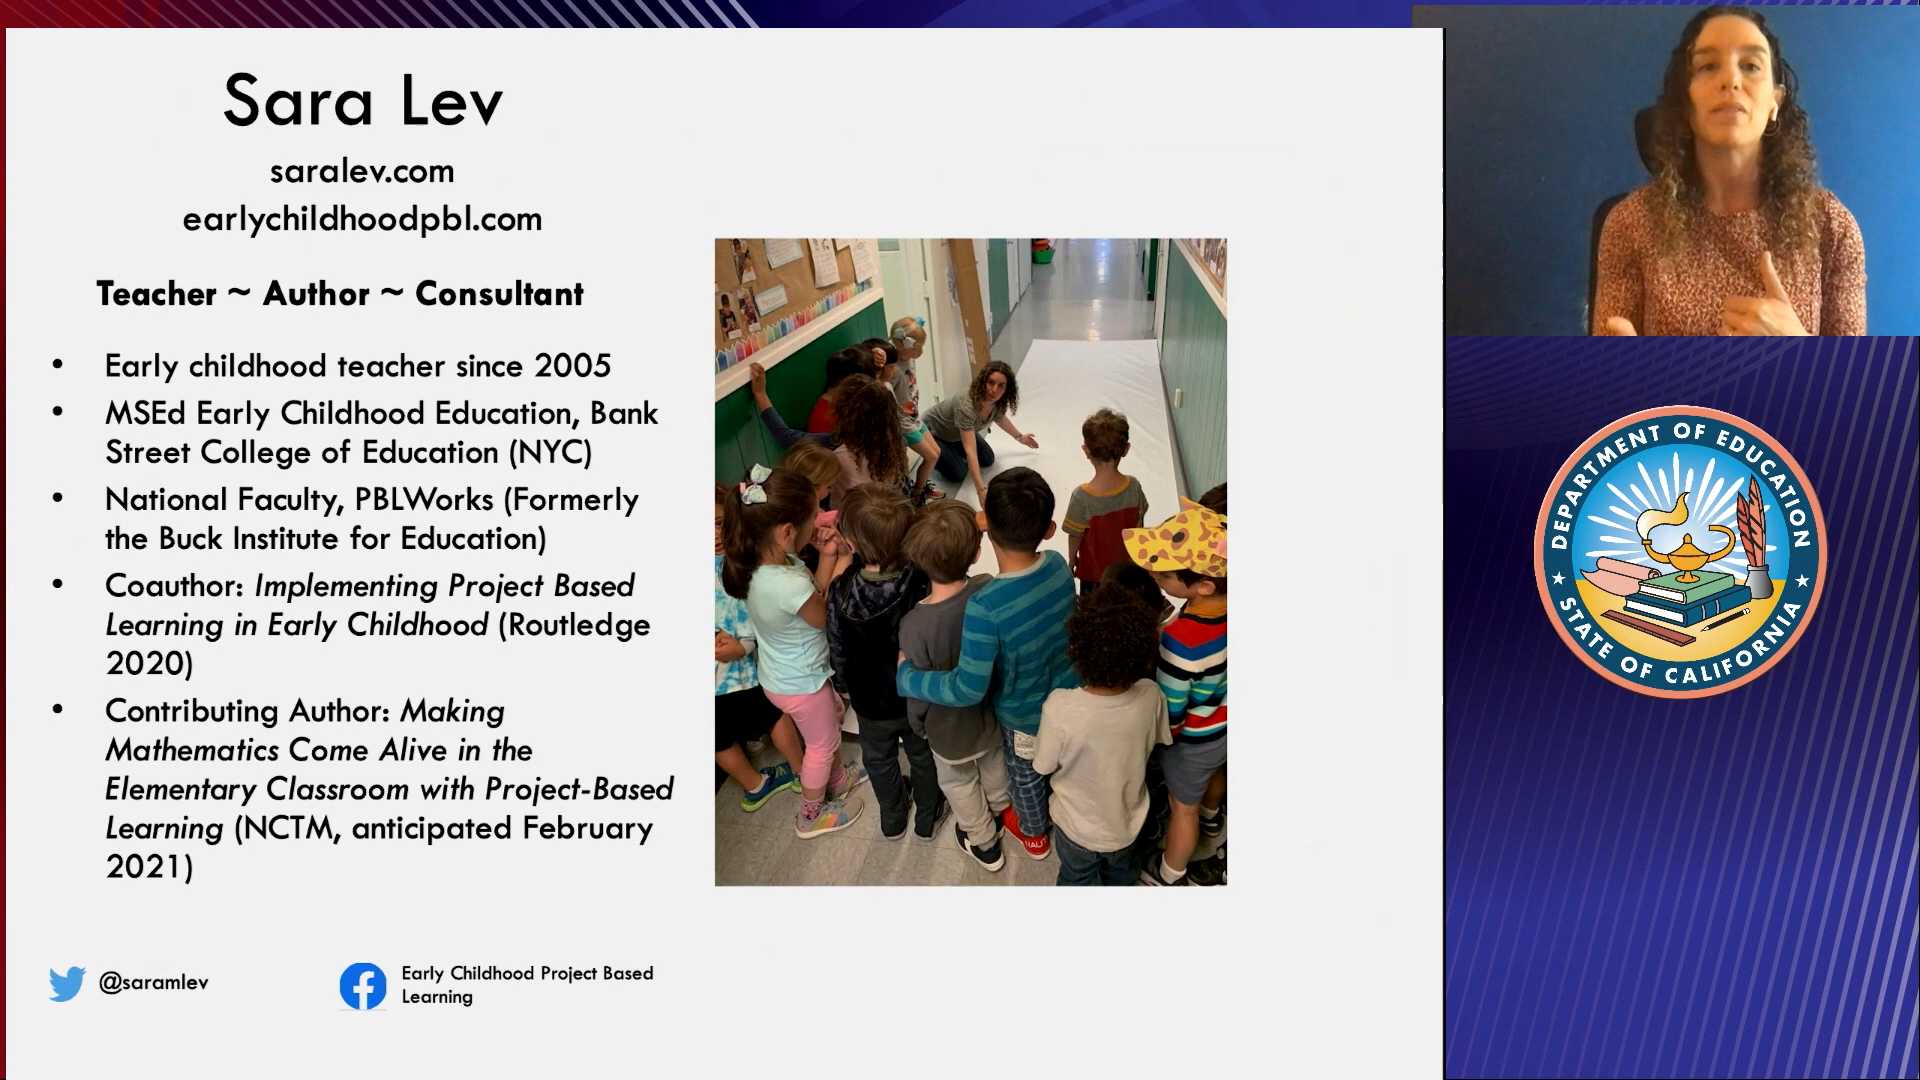 Sara Lev
saralev.com
earlychildhoodpbl.com
Teacher ~ Author ~ Consultant
• Early childhood teacher since 2005
• MSEd Early Childhood Education, Bank
Street College of Education (NYC)
• National Faculty, PBLWorks (Formerly
the Buck Institute for Education)
• Coauthor: Implementing Project Based
Learning in Early Childhood (Routledge
2020)
• Contributing Author: Making
Mathematics Come Alive in the
Elementary Classroom with Project-Based
Learning (NCTM, anticipated February
2021)
@saramlev
Early Childhood Project Based
Learning
DEPARTMENT OF EDUCATION
STATE OF CALIFORNIA